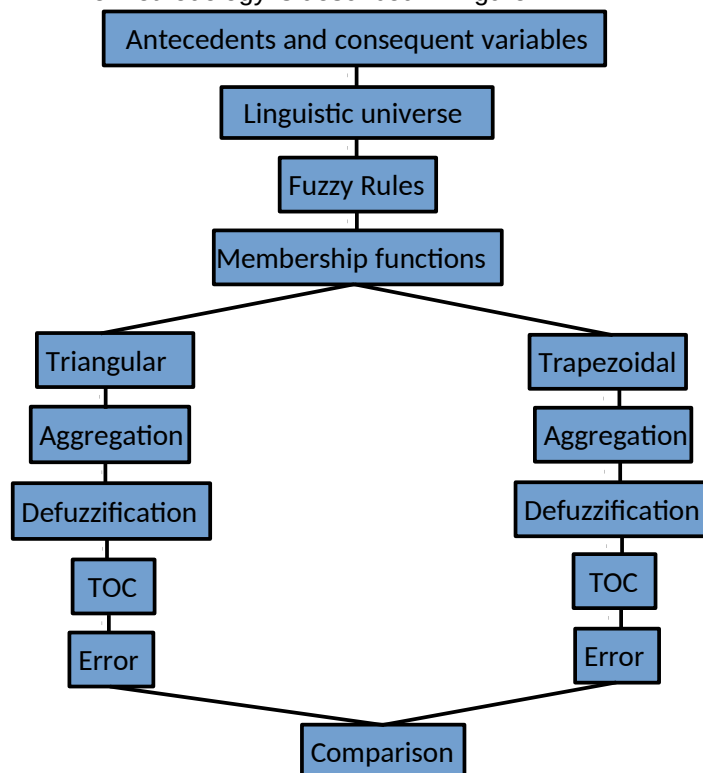 Antecedents and consequent variables
Linguistic universe
Fuzzy Rules
Membership functions
Triangular
Trapezoidal
Aggregation
Aggregation
Defuzzification
Defuzzification
TOC
TOC
Error
Error
Comparison